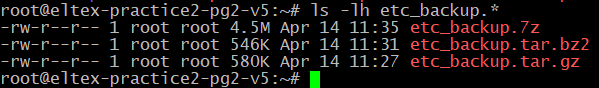 root@eltex-practice2-pg2-v5:~# ls -lh etc_backup.*
-rw-r--r-- 1 root root 4.5M Apr 14 11:35 etc_backup.7z
-rw-r--r-- 1 root root 546K Apr 14 11:31 etc_backup.tar.bz2
-rw-r--r-- 1 root root 580K Apr 14 11:27 etc_backup.tar.gz
root@eltex-practice2-pg2-v5:~#